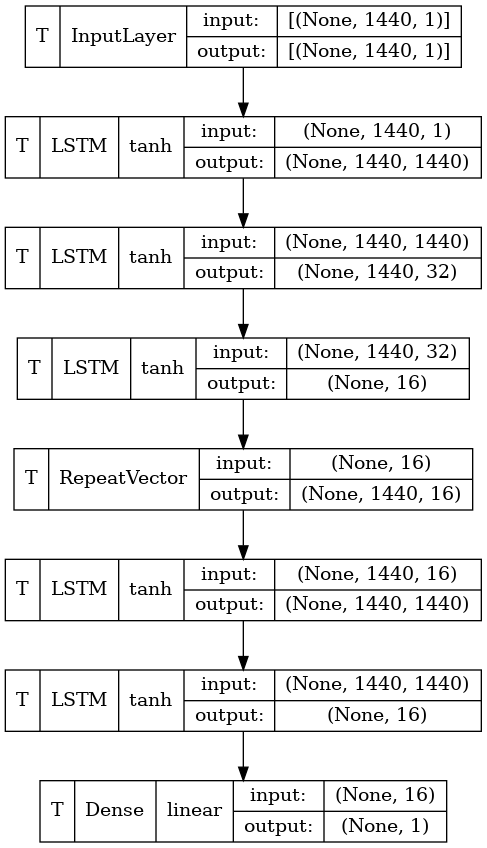 T InputLayer input: [(None, 1440, 1)]
output: [(None, 1440, 1)]
T LSTM tanh input: (None, 1440, 1)
output: (None, 1440, 1440)
T LSTM tanh input: (None, 1440, 1440)
output: (None, 1440, 32)
T LSTM tanh input: (None, 1440, 32)
output: (None, 16)
T RepeatVector input: (None, 16)
output: (None, 1440, 16)
T LSTM tanh input: (None, 1440, 16)
output: (None, 1440, 1440)
T LSTM tanh input: (None, 1440, 1440)
output: (None, 16)
T Dense linear input: (None, 16)
output: (None, 1)